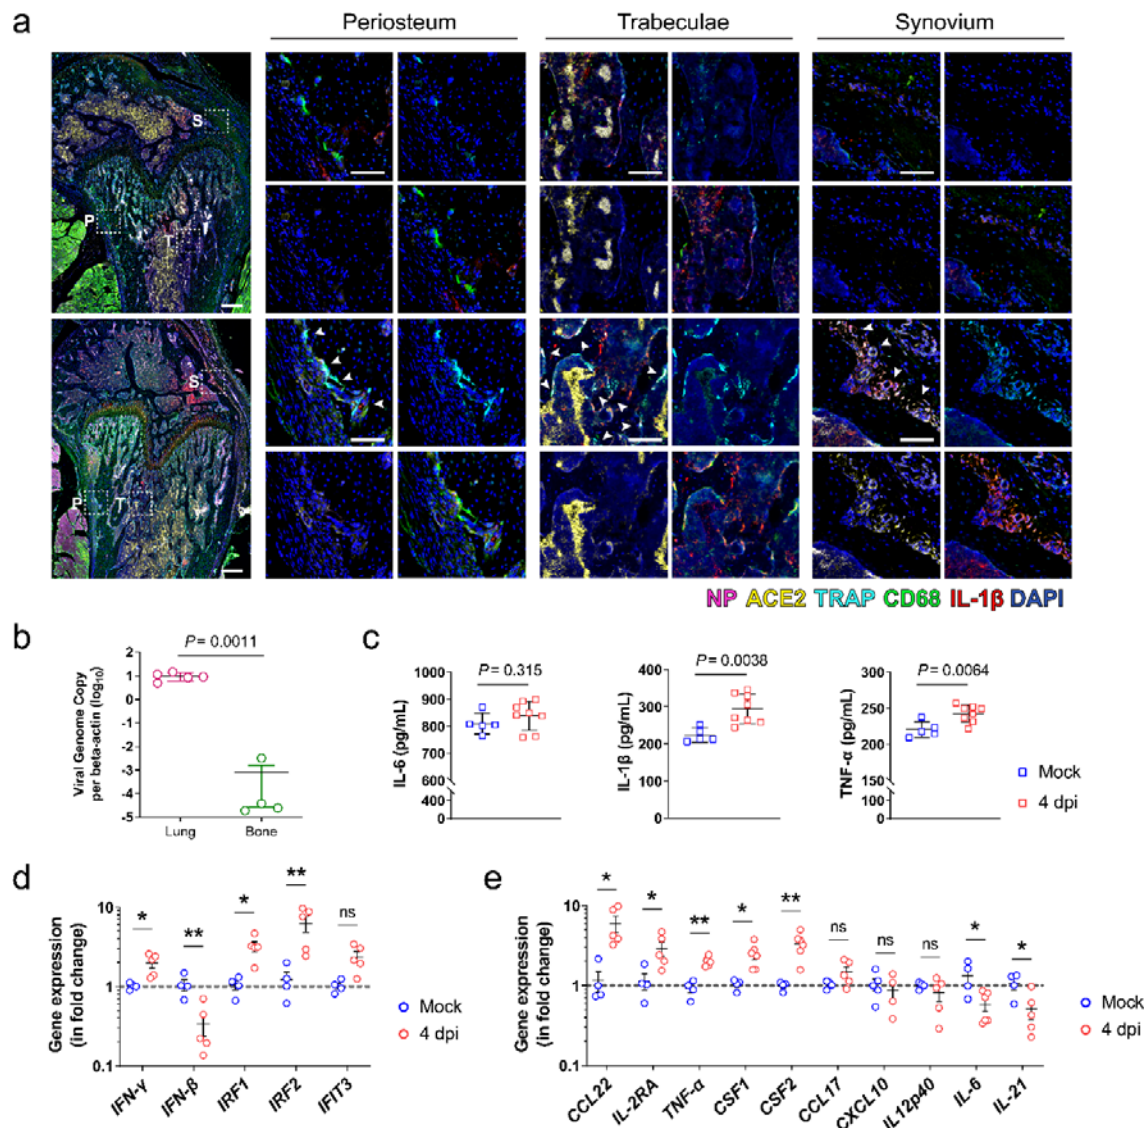 a
Periosteum
Trabeculae
Synovium
S
P
T
S
P
T
NP ACE2 TRAP CD68 IL-1β DAPI
b
P = 0.0011
Viral Genome Copy
per beta-actin (log10)
2
1
0
-1
-2
-3
-4
-5
Lung
Bone
c
P = 0.315
IL-6 (pg/mL)
1000
900
800
700
600
400
0
P = 0.0038
IL-1β (pg/mL)
400
300
200
100
0
P = 0.0064
TNF-α (pg/mL)
300
250
200
150
100
0
Mock
4 dpi
d
Gene expression
(in fold change)
10
1
0.1
*
**
*
**
ns
IFN-γ
IFN-β
IRF1
IRF2
IFIT3
Mock
4 dpi
e
Gene expression
(in fold change)
10
1
0.1
*
*
**
*
**
ns
ns
ns
*
*
CCL22
IL-2RA
TNF-α
CSF1
CSF2
CCL17
CXCL10
IL12p40
IL-6
IL-21
Mock
4 dpi